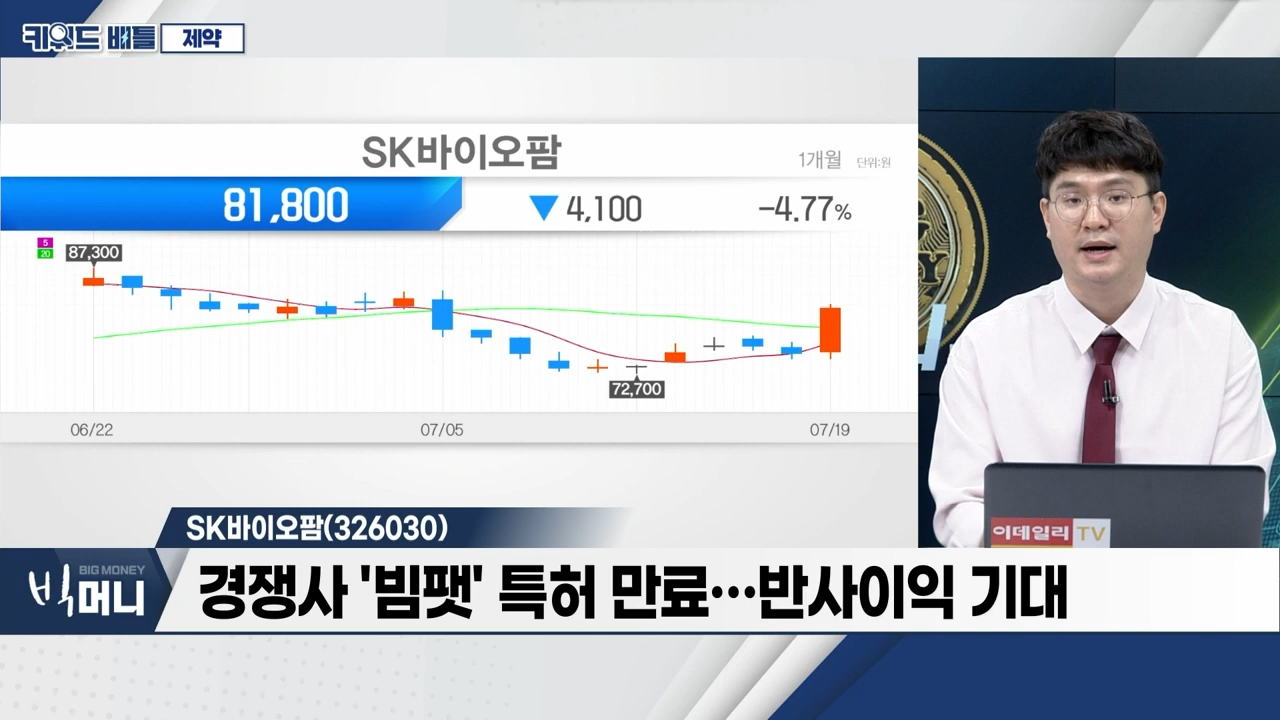 키워드 배틀 제약
SK바이오팜
1개월 단위:원
81,800 ▼ 4,100 -4.77%
5
20
87,300
72,700
06/22 07/05 07/19
이데일리 TV
SK바이오팜(326030)
BIG MONEY
빅머니
경쟁사 '빔팻' 특허 만료…반사이익 기대